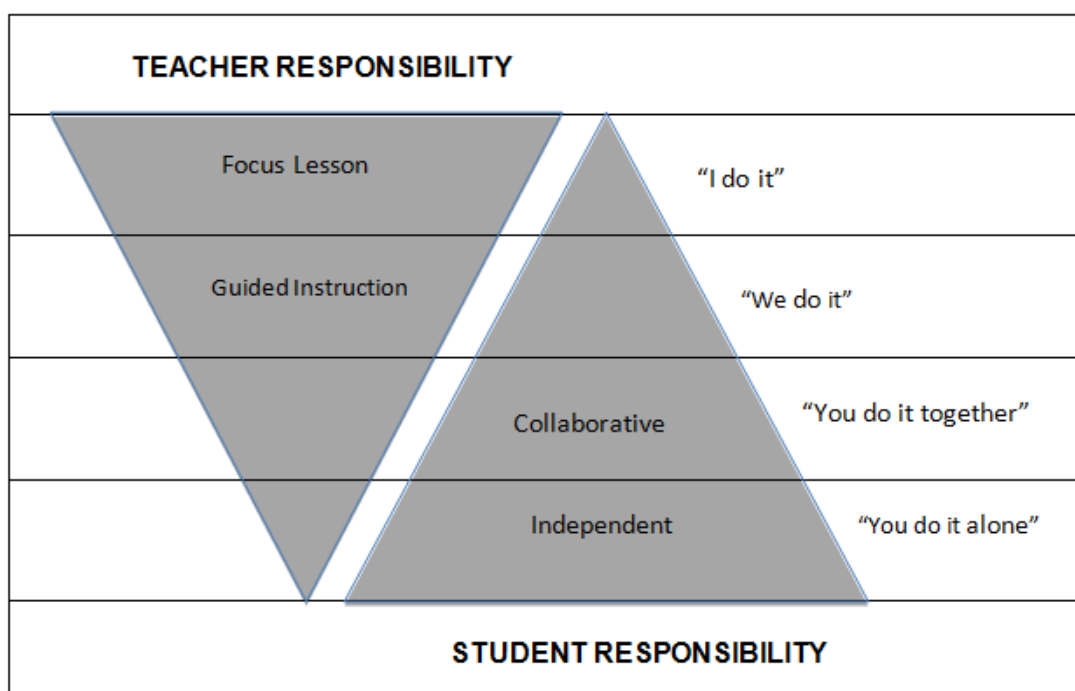 TEACHER RESPONSIBILITY
Focus Lesson
“I do it”
Guided Instruction
“We do it”
Collaborative
“You do it together”
Independent
“You do it alone”
STUDENT RESPONSIBILITY